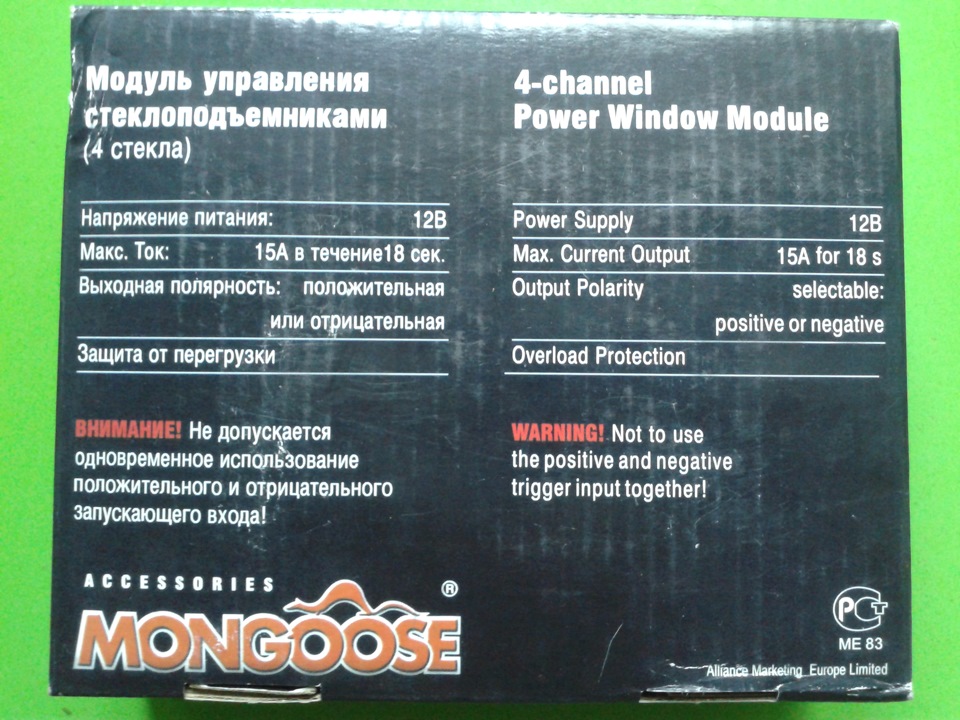 Модуль управления
стеклоподъемниками
(4 стекла)
Напряжение питания: 12В
Макс. Ток: 15А в течение18 сек.
Выходная полярность: положительная
или отрицательная
Защита от перегрузки
ВНИМАНИЕ! Не допускается
одновременное использование
положительного и отрицательного
запускающего входа!
4-channel
Power Window Module
Power Supply 12В
Max. Current Output 15A for 18 s
Output Polarity selectable:
positive or negative
Overload Protection
WARNING! Not to use
the positive and negative
trigger input together!
ACCESSORIES
MONGOOSE ®
РСТ
ME 83
Alliance Marketing Europe Limited